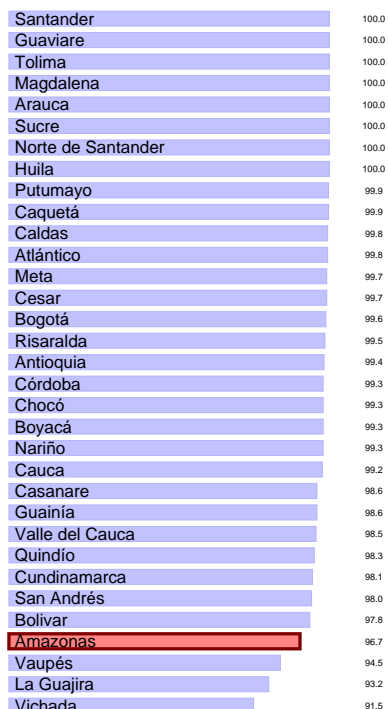 Santander 100.0
Guaviare 100.0
Tolima 100.0
Magdalena 100.0
Arauca 100.0
Sucre 100.0
Norte de Santander 100.0
Huila 100.0
Putumayo 99.9
Caquetá 99.9
Caldas 99.8
Atlántico 99.8
Meta 99.7
Cesar 99.7
Bogotá 99.6
Risaralda 99.5
Antioquia 99.4
Córdoba 99.3
Chocó 99.3
Boyacá 99.3
Nariño 99.3
Cauca 99.2
Casanare 98.6
Guainía 98.6
Valle del Cauca 98.5
Quindío 98.3
Cundinamarca 98.1
San Andrés 98.0
Bolivar 97.8
Amazonas 96.7
Vaupés 94.5
La Guajira 93.2
Vichada 91.5